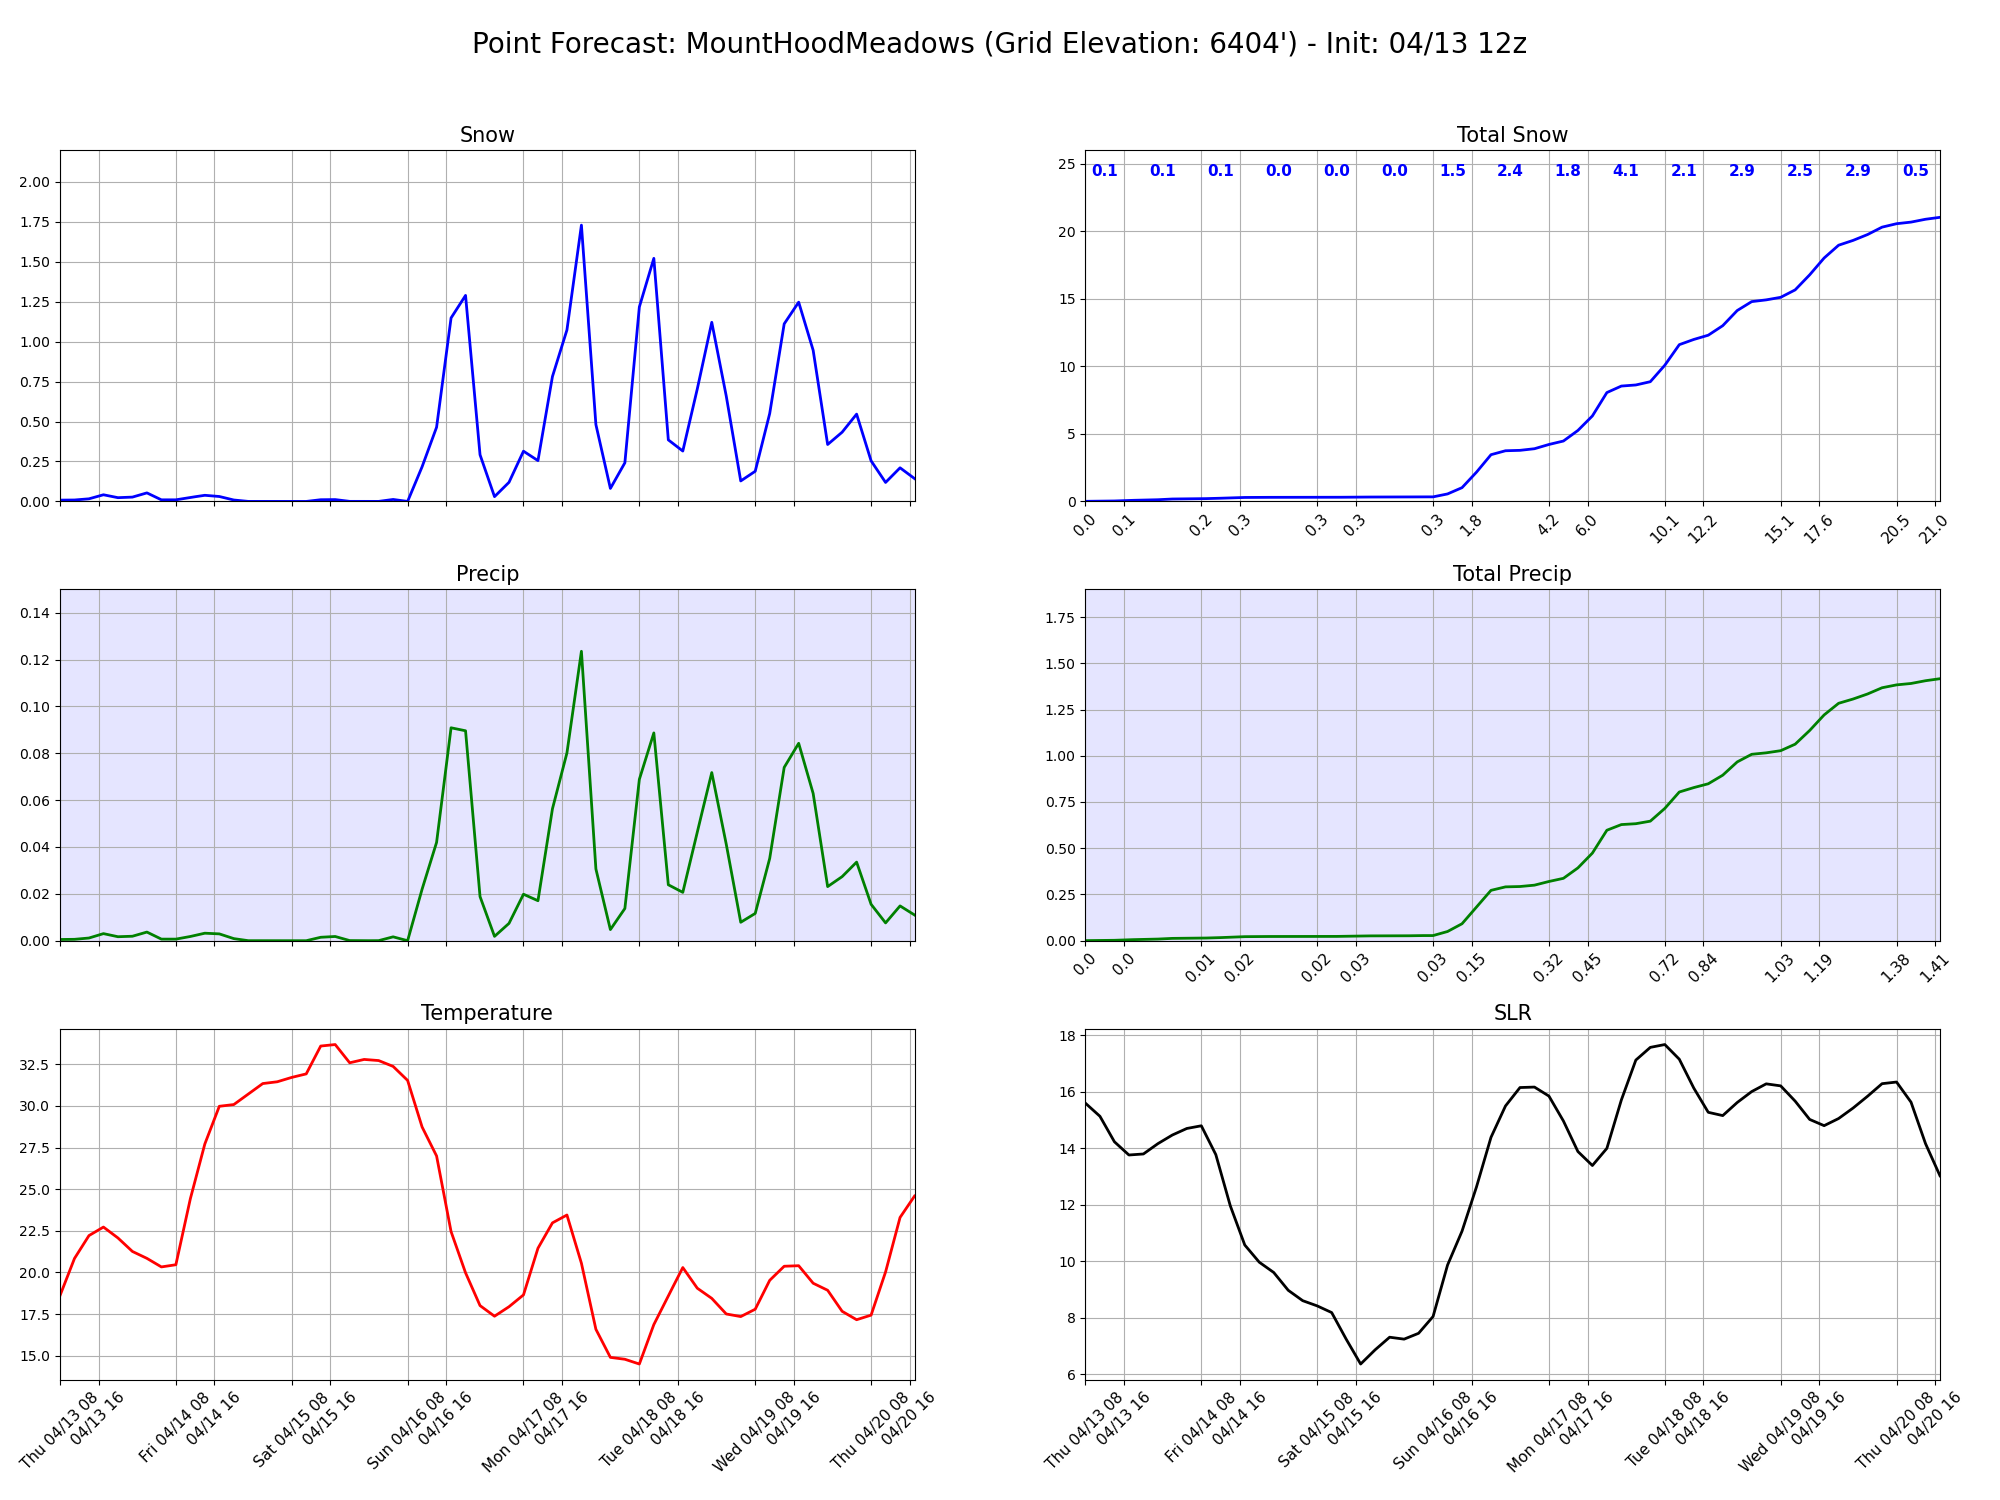 Point Forecast: MountHoodMeadows (Grid Elevation: 6404') - Init: 04/13 12z
Snow
2.00
1.75
1.50
1.25
1.00
0.75
0.50
0.25
0.00
Total Snow
0.1 0.1 0.1 0.0 0.0 0.0 1.5 2.4 1.8 4.1 2.1 2.9 2.5 2.9 0.5
25
20
15
10
5
0
0.0 0.1 0.2 0.3 0.3 0.3 0.3 1.8 4.2 6.0 10.1 12.2 15.1 17.6 20.5 21.0
Precip
0.14
0.12
0.10
0.08
0.06
0.04
0.02
0.00
Total Precip
1.75
1.50
1.25
1.00
0.75
0.50
0.25
0.00
0.0 0.0 0.01 0.02 0.02 0.03 0.03 0.15 0.32 0.45 0.72 0.84 1.03 1.19 1.38 1.41
Temperature
32.5
30.0
27.5
25.0
22.5
20.0
17.5
15.0
Thu 04/13 08
04/13 16
Fri 04/14 08
04/14 16
Sat 04/15 08
04/15 16
Sun 04/16 08
04/16 16
Mon 04/17 08
04/17 16
Tue 04/18 08
04/18 16
Wed 04/19 08
04/19 16
Thu 04/20 08
04/20 16
SLR
18
16
14
12
10
8
6
Thu 04/13 08
04/13 16
Fri 04/14 08
04/14 16
Sat 04/15 08
04/15 16
Sun 04/16 08
04/16 16
Mon 04/17 08
04/17 16
Tue 04/18 08
04/18 16
Wed 04/19 08
04/19 16
Thu 04/20 08
04/20 16